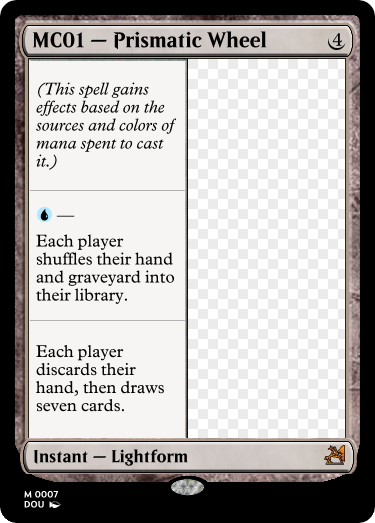 MC01 — Prismatic Wheel 4
(This spell gains
effects based on the
sources and colors of
mana spent to cast
it.)
—
Each player
shuffles their hand
and graveyard into
their library.
Each player
discards their
hand, then draws
seven cards.
Instant — Lightform
M 0007
DOU